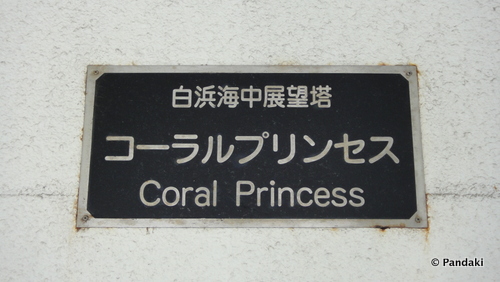 白浜海中展望塔
コーラルプリンセス
Coral Princess
© Pandaki